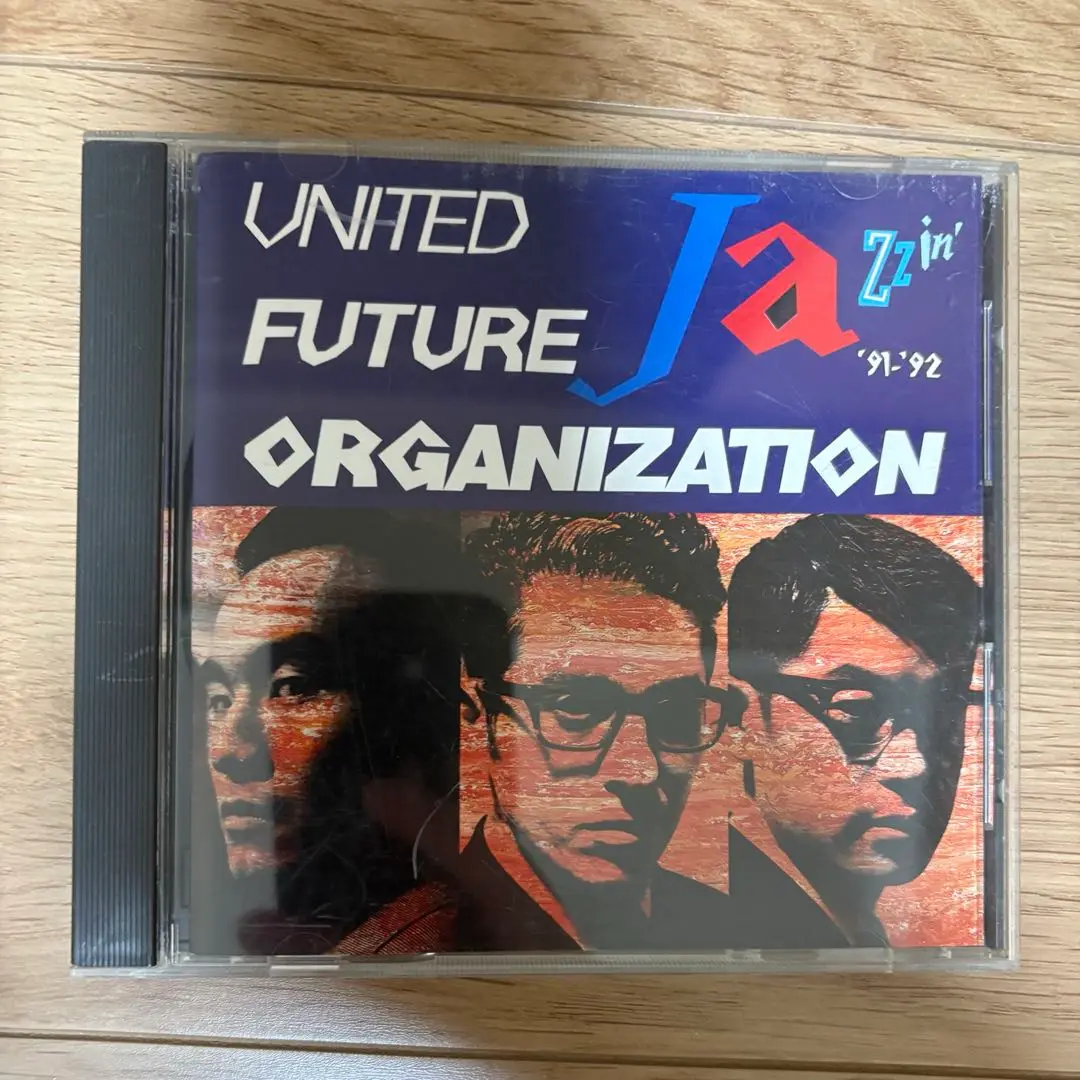 UNITED
FUTURE
ORGANIZATION
Jazzin'
'91-'92